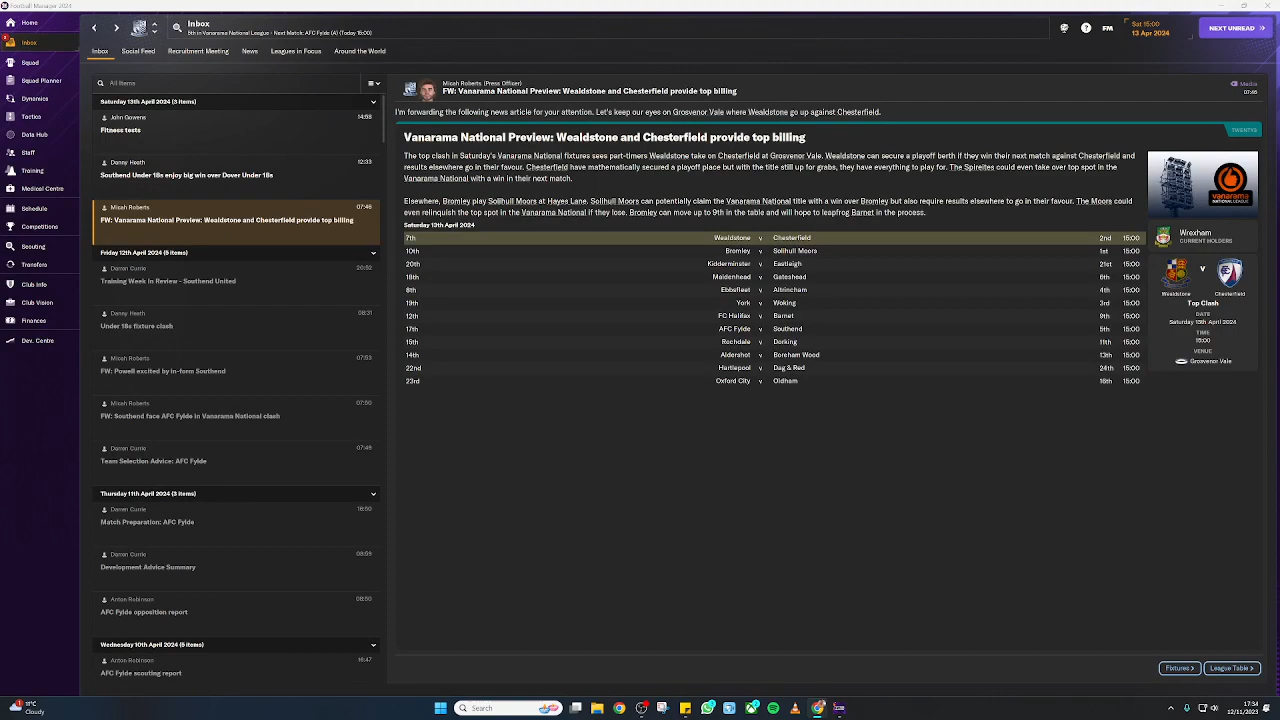 Football Manager 2024
Home
Inbox
Squad
Squad Planner
Dynamics
Tactics
Data Hub
Staff
Training
Medical Centre
Schedule
Competitions
Scouting
Transfers
Club Info
Club Vision
Finances
Dev. Centre
Inbox
5th in Vanarama National League - Next Match: AFC Fylde (A) (Today 15:00)
FM
Sat 15:00
13 Apr 2024
NEXT UNREAD
Inbox Social Feed Recruitment Meeting News Leagues in Focus Around the World
All Items
Saturday 13th April 2024 (3 items)
John Gowens 14:58
Fitness tests
Danny Heath 12:33
Southend Under 18s enjoy big win over Dover Under 18s
Micah Roberts 07:46
FW: Vanarama National Preview: Wealdstone and Chesterfield provide top billing
Friday 12th April 2024 (5 items)
Darren Currie 20:52
Training Week in Review - Southend United
Danny Heath 08:31
Under 18s fixture clash
Micah Roberts 07:53
FW: Powell excited by in-form Southend
Micah Roberts 07:50
FW: Southend face AFC Fylde in Vanarama National clash
Darren Currie 07:46
Team Selection Advice: AFC Fylde
Thursday 11th April 2024 (3 items)
Darren Currie 18:50
Match Preparation: AFC Fylde
Darren Currie 08:59
Development Advice Summary
Anton Robinson 08:50
AFC Fylde opposition report
Wednesday 10th April 2024 (5 items)
Anton Robinson 16:47
AFC Fylde scouting report
Micah Roberts (Press Officer)
FW: Vanarama National Preview: Wealdstone and Chesterfield provide top billing
Media
07:46
I'm forwarding the following news article for your attention. Let's keep our eyes on Grosvenor Vale where Wealdstone go up against Chesterfield.
TWENTY3
Vanarama National Preview: Wealdstone and Chesterfield provide top billing
The top clash in Saturday's Vanarama National fixtures sees part-timers Wealdstone take on Chesterfield at Grosvenor Vale. Wealdstone can secure a playoff berth if they win their next match against Chesterfield and
results elsewhere go in their favour. Chesterfield have mathematically secured a playoff place but with the title still up for grabs, they have everything to play for. The Spireites could even take over top spot in the
Vanarama National with a win in their next match.
Elsewhere, Bromley play Solihull Moors at Hayes Lane. Solihull Moors can potentially claim the Vanarama National title with a win over Bromley but also require results elsewhere to go in their favour. The Moors could
even relinquish the top spot in the Vanarama National if they lose. Bromley can move up to 9th in the table and will hope to leapfrog Barnet in the process.
Saturday 13th April 2024
7th Wealdstone v Chesterfield 2nd 15:00
10th Bromley v Solihull Moors 1st 15:00
20th Kidderminster v Eastleigh 21st 15:00
18th Maidenhead v Gateshead 6th 15:00
8th Ebbsfleet v Altrincham 4th 15:00
19th York v Woking 3rd 15:00
12th FC Halifax v Barnet 9th 15:00
17th AFC Fylde v Southend 5th 15:00
15th Rochdale v Dorking 11th 15:00
14th Aldershot v Boreham Wood 13th 15:00
22nd Hartlepool v Dag & Red 24th 15:00
23rd Oxford City v Oldham 16th 15:00
VANARAMA
NATIONAL LEAGUE
Wrexham
CURRENT HOLDERS
V
Wealdstone Chesterfield
Top Clash
DATE
Saturday 13th April 2024
TIME
15:00
VENUE
Grosvenor Vale
Fixtures > League Table >
11°C
Cloudy
Search
17:34
12/11/2023